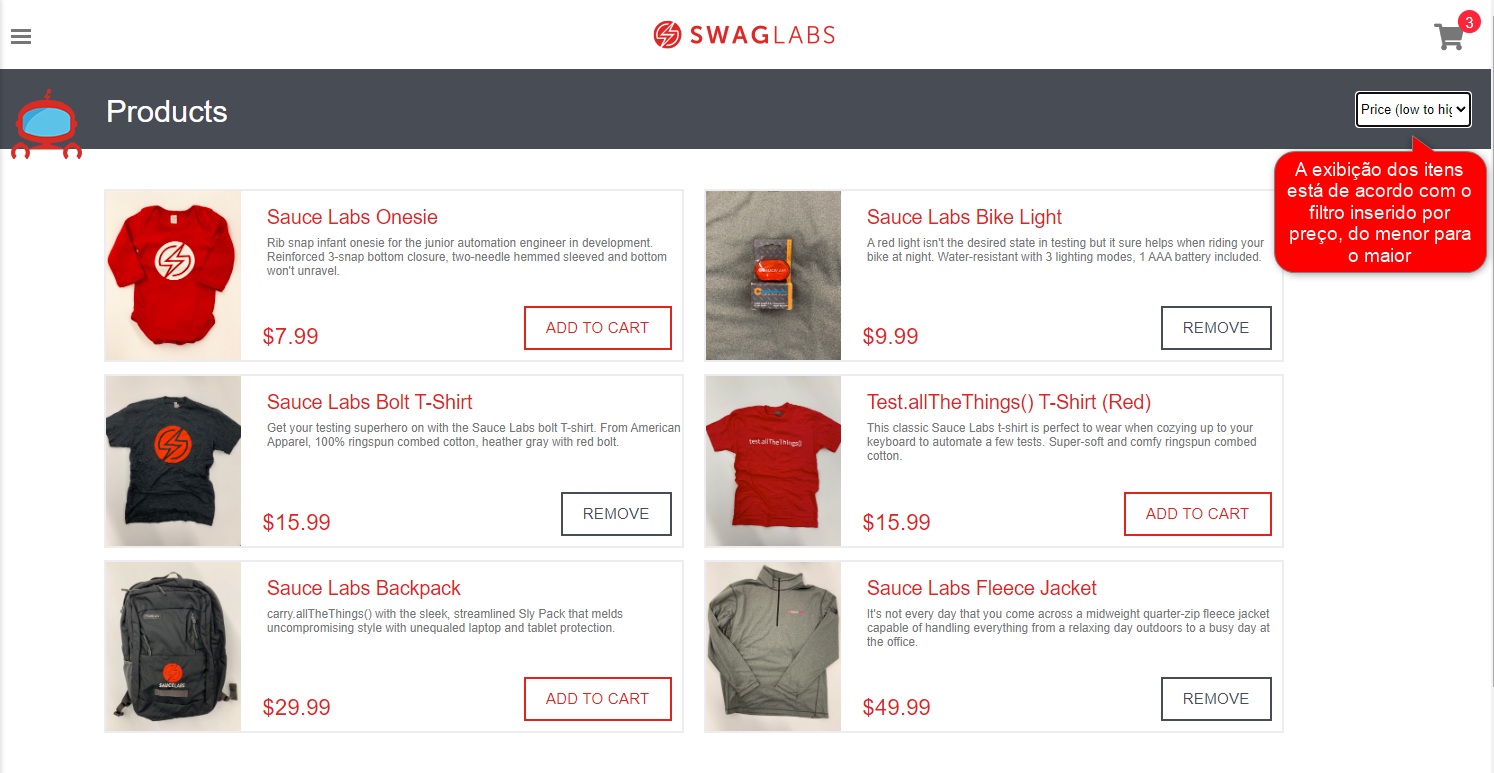 SWAGLABS
3
Products
Price (low to hig
A exibição dos itens
está de acordo com o
filtro inserido por
preço, do menor para
o maior
Sauce Labs Onesie
Rib snap infant onesie for the junior automation engineer in development.
Reinforced 3-snap bottom closure, two-needle hemmed sleeved and bottom
won't unravel.
$7.99
ADD TO CART
Sauce Labs Bike Light
A red light isn't the desired state in testing but it sure helps when riding your
bike at night. Water-resistant with 3 lighting modes, 1 AAA battery included.
$9.99
REMOVE
Sauce Labs Bolt T-Shirt
Get your testing superhero on with the Sauce Labs bolt T-shirt. From American
Apparel, 100% ringspun combed cotton, heather gray with red bolt.
$15.99
REMOVE
test.allTheThings()
Test.allTheThings() T-Shirt (Red)
This classic Sauce Labs t-shirt is perfect to wear when cozying up to your
keyboard to automate a few tests. Super-soft and comfy ringspun combed
cotton.
$15.99
ADD TO CART
SAUCELABS
Sauce Labs Backpack
carry.allTheThings() with the sleek, streamlined Sly Pack that melds
uncompromising style with unequaled laptop and tablet protection.
$29.99
ADD TO CART
Sauce Labs Fleece Jacket
It's not every day that you come across a midweight quarter-zip fleece jacket
capable of handling everything from a relaxing day outdoors to a busy day at
the office.
$49.99
REMOVE